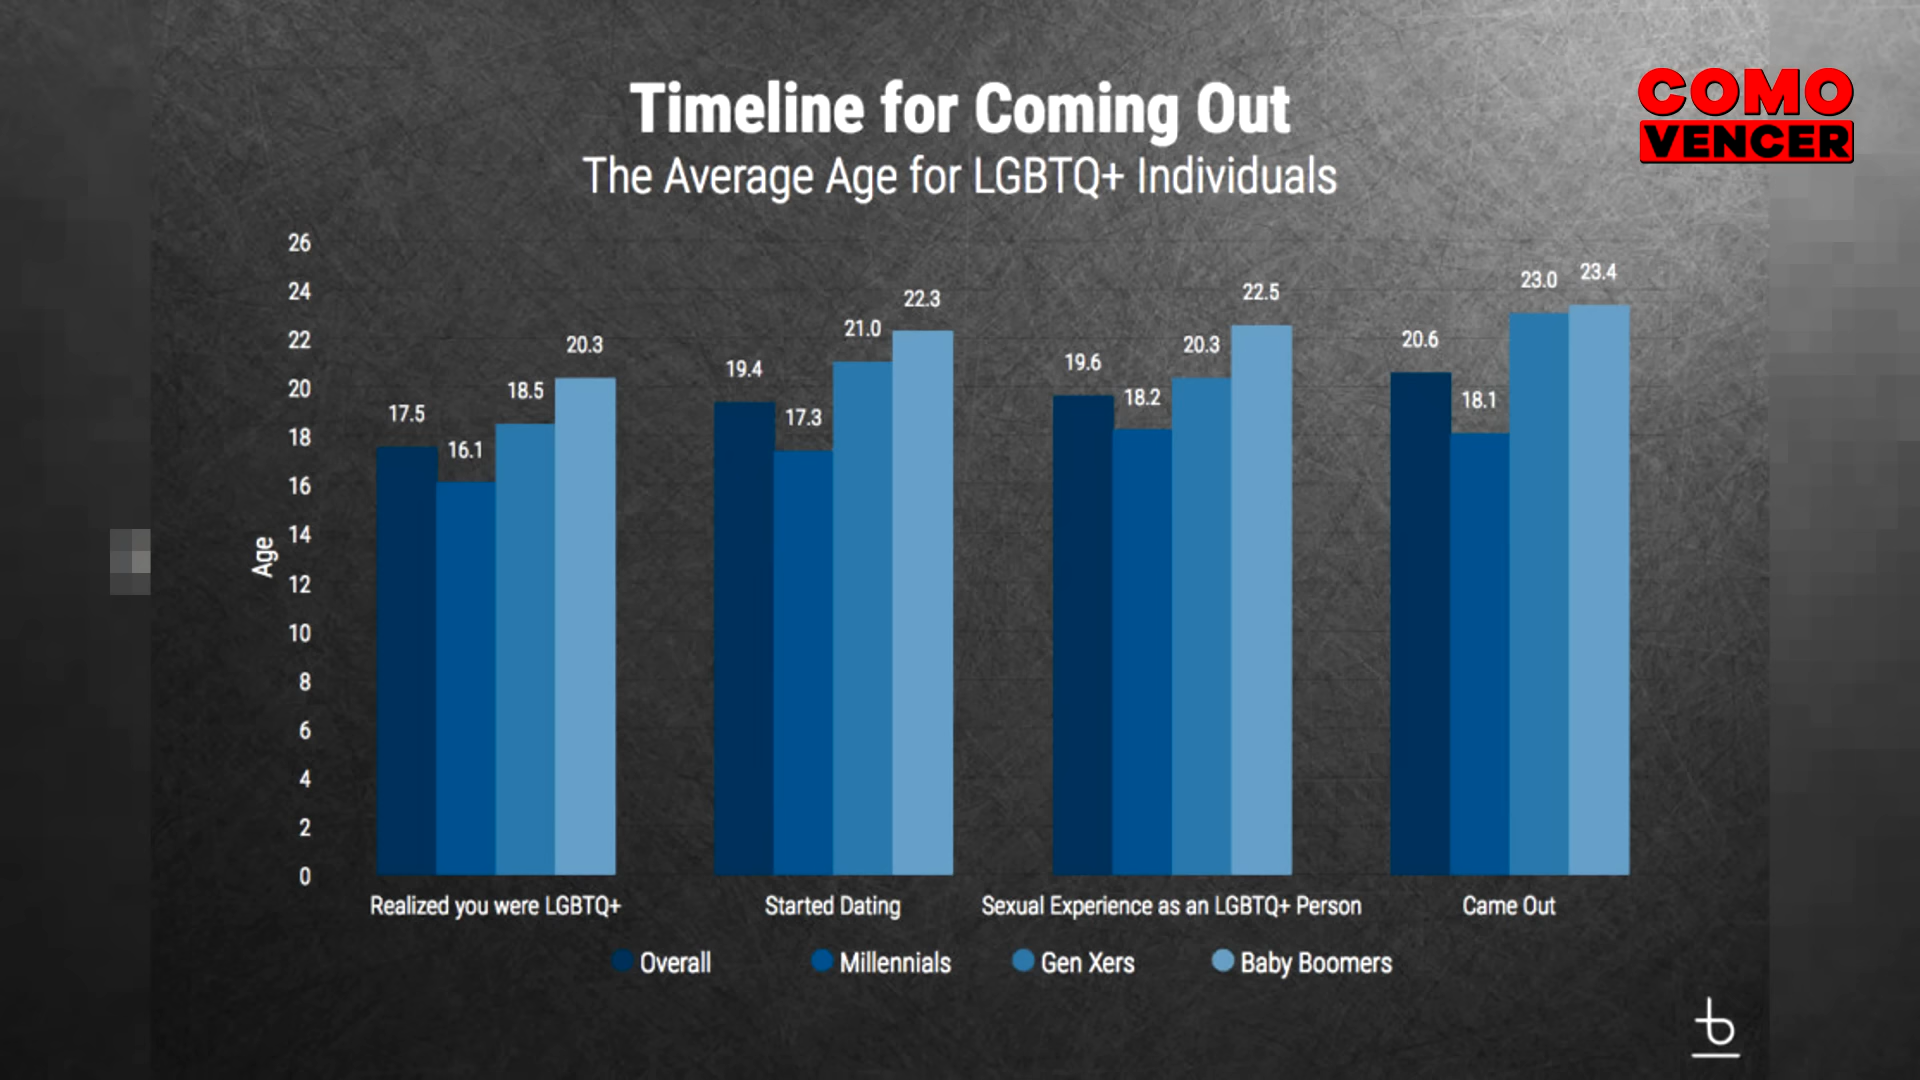 COMO
VENCER
Timeline for Coming Out
The Average Age for LGBTQ+ Individuals
26
24
22
20
18
16
14
12
10
8
6
4
2
0
Age
17.5
16.1
18.5
20.3
19.4
17.3
21.0
22.3
19.6
18.2
20.3
22.5
20.6
18.1
23.0
23.4
Realized you were LGBTQ+
Started Dating
Sexual Experience as an LGBTQ+ Person
Came Out
Overall
Millennials
Gen Xers
Baby Boomers
b